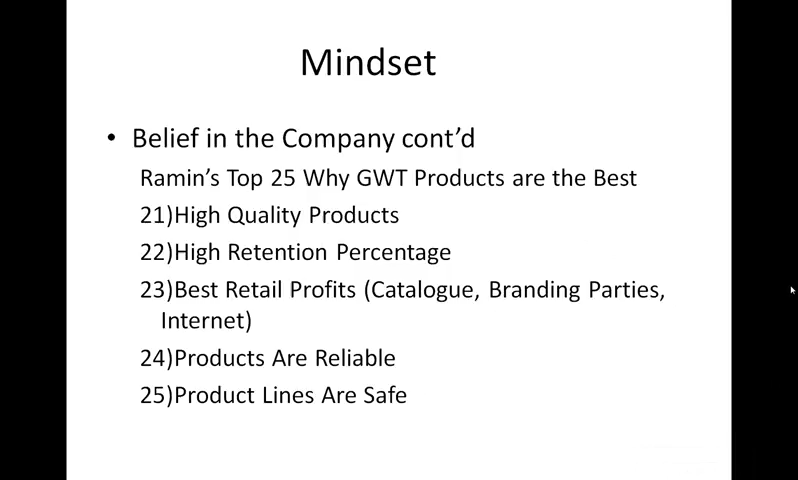 Mindset
• Belief in the Company cont’d
Ramin’s Top 25 Why GWT Products are the Best
21)High Quality Products
22)High Retention Percentage
23)Best Retail Profits (Catalogue, Branding Parties,
Internet)
24)Products Are Reliable
25)Product Lines Are Safe